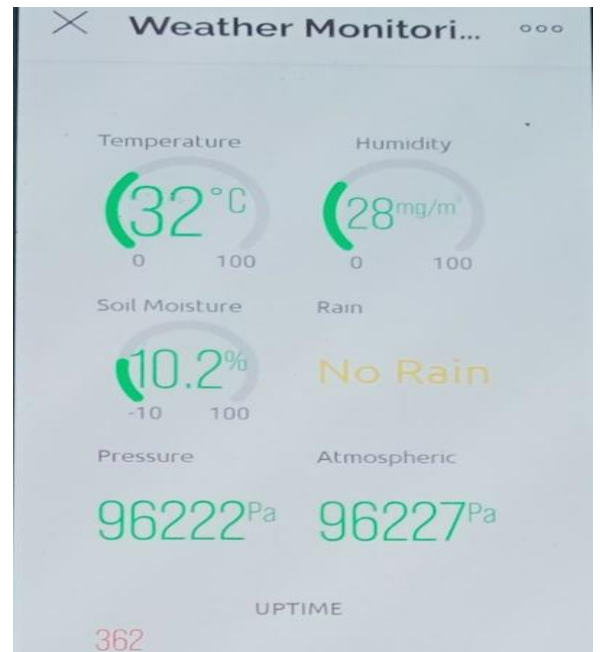 Weather Monitori...
Temperature Humidity
32°C 28mg/m³
0 100 0 100
Soil Moisture Rain
10.2% No Rain
-10 100
Pressure Atmospheric
96222Pa 96227Pa
UPTIME
362